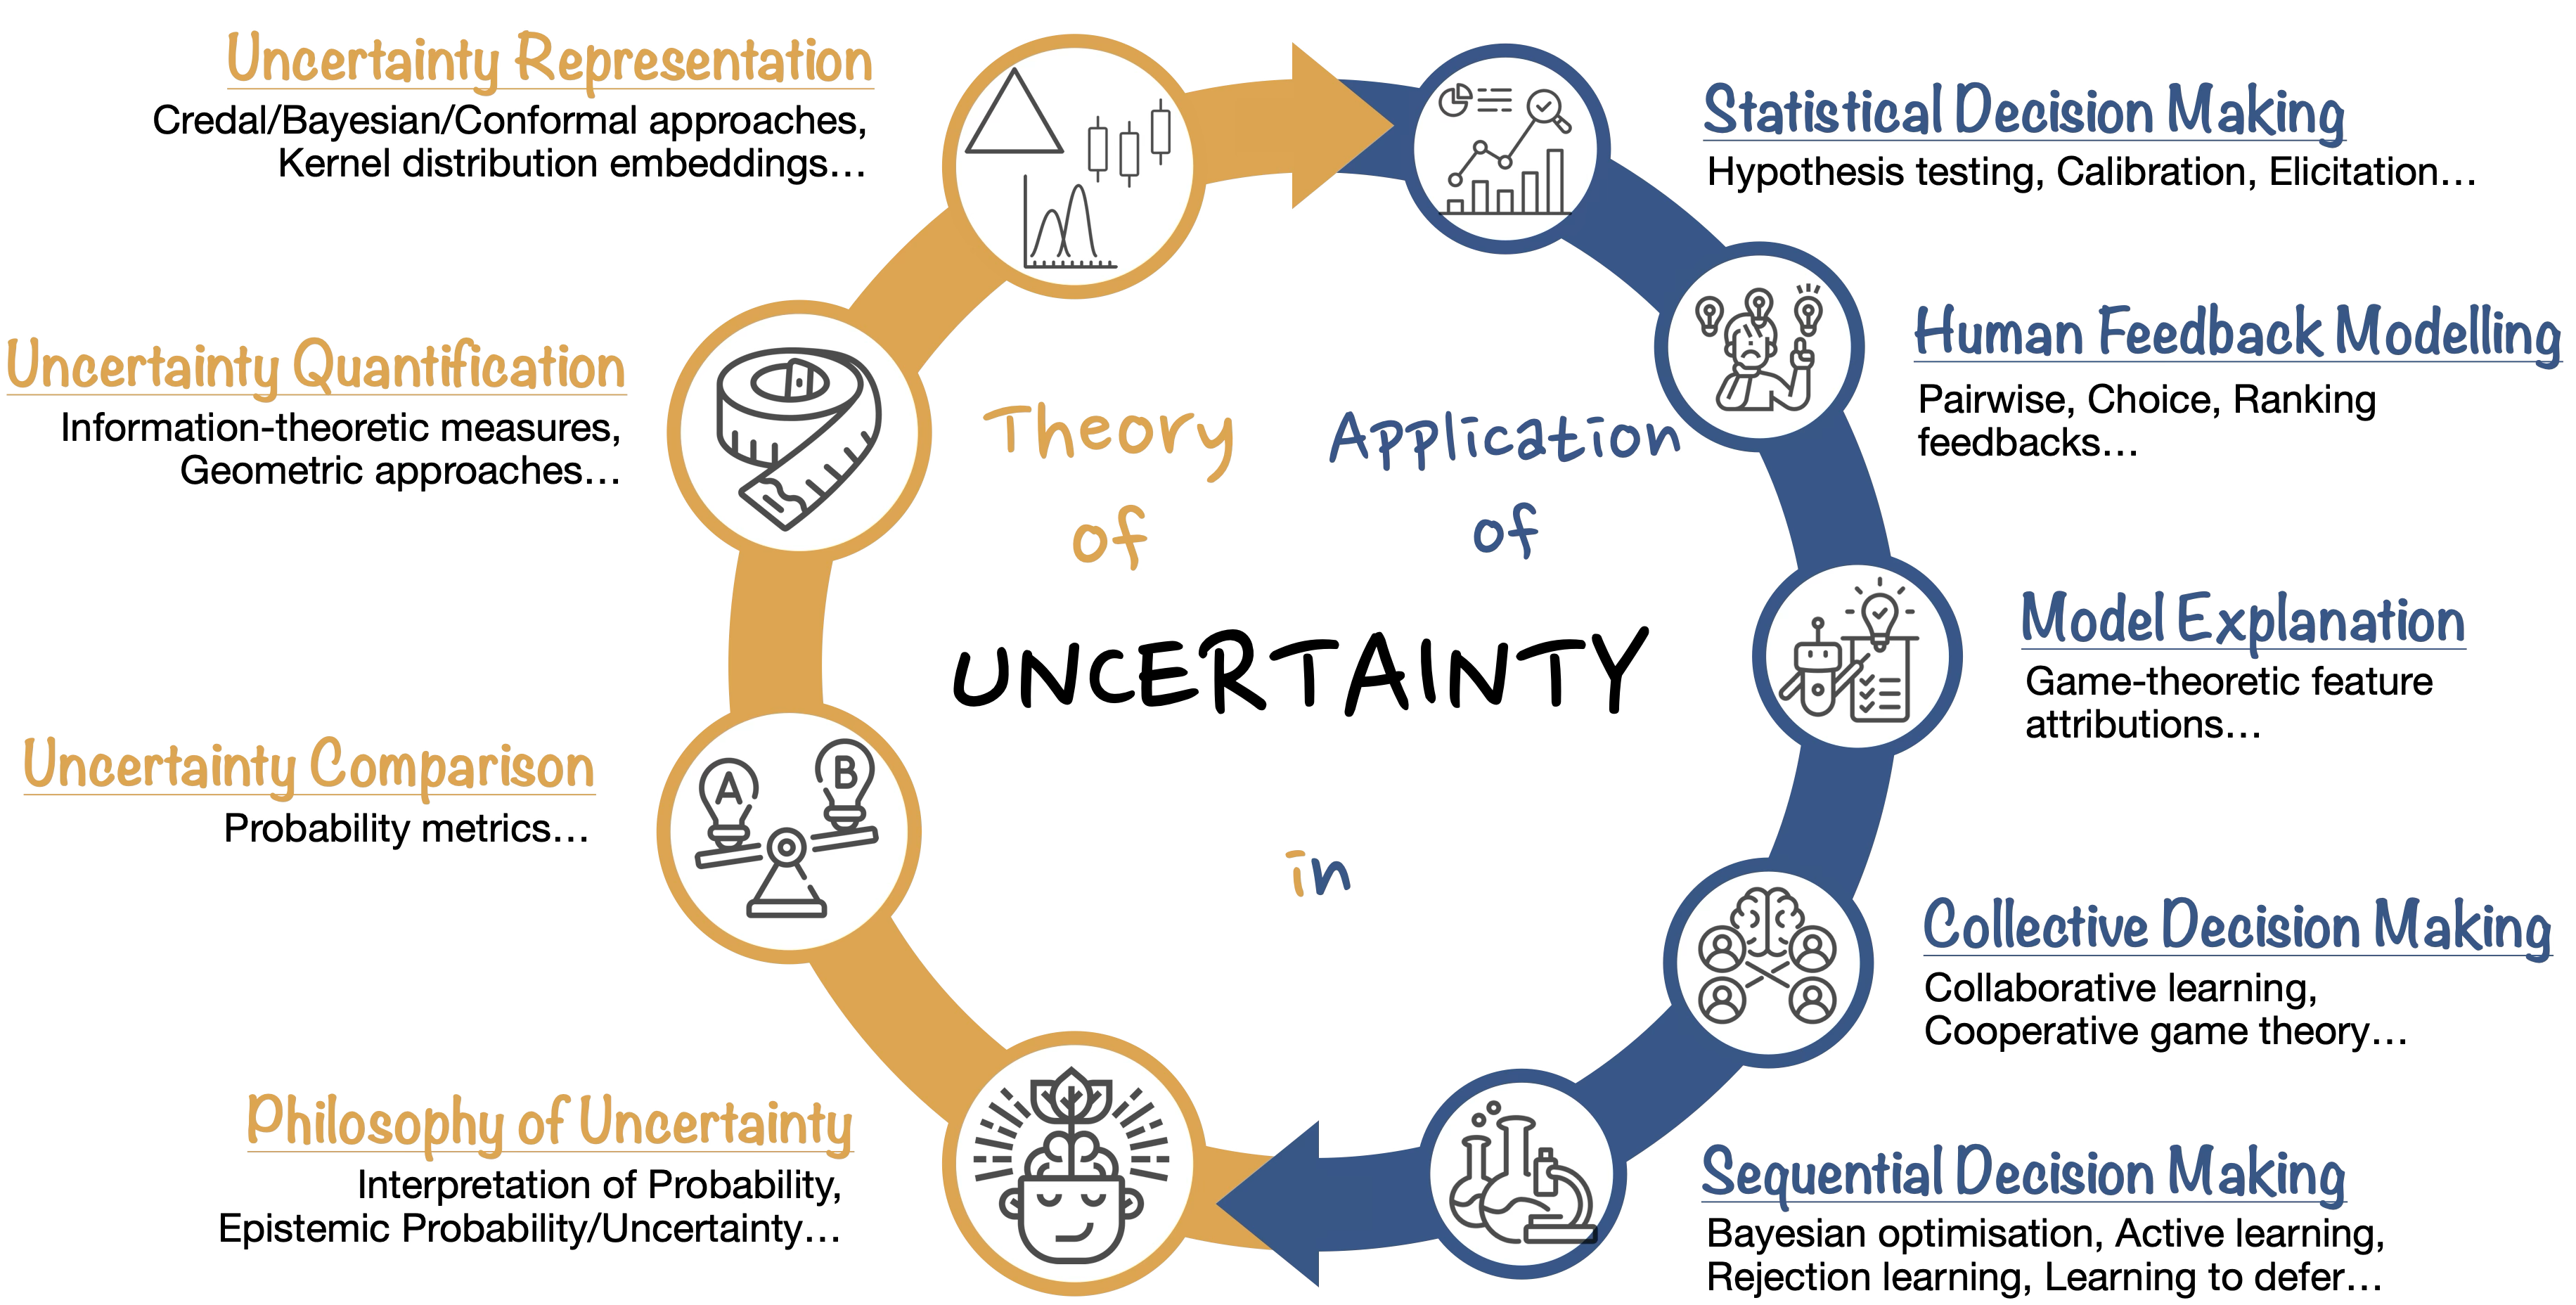 Uncertainty Representation
Credal/Bayesian/Conformal approaches,
Kernel distribution embeddings…
Uncertainty Quantification
Information-theoretic measures,
Geometric approaches…
Uncertainty Comparison
Probability metrics…
Philosophy of Uncertainty
Interpretation of Probability,
Epistemic Probability/Uncertainty…
A
B
Theory
of
Application
of
UNCERTAINTY
in
Statistical Decision Making
Hypothesis testing, Calibration, Elicitation…
Human Feedback Modelling
Pairwise, Choice, Ranking
feedbacks…
Model Explanation
Game-theoretic feature
attributions…
Collective Decision Making
Collaborative learning,
Cooperative game theory…
Sequential Decision Making
Bayesian optimisation, Active learning,
Rejection learning, Learning to defer…